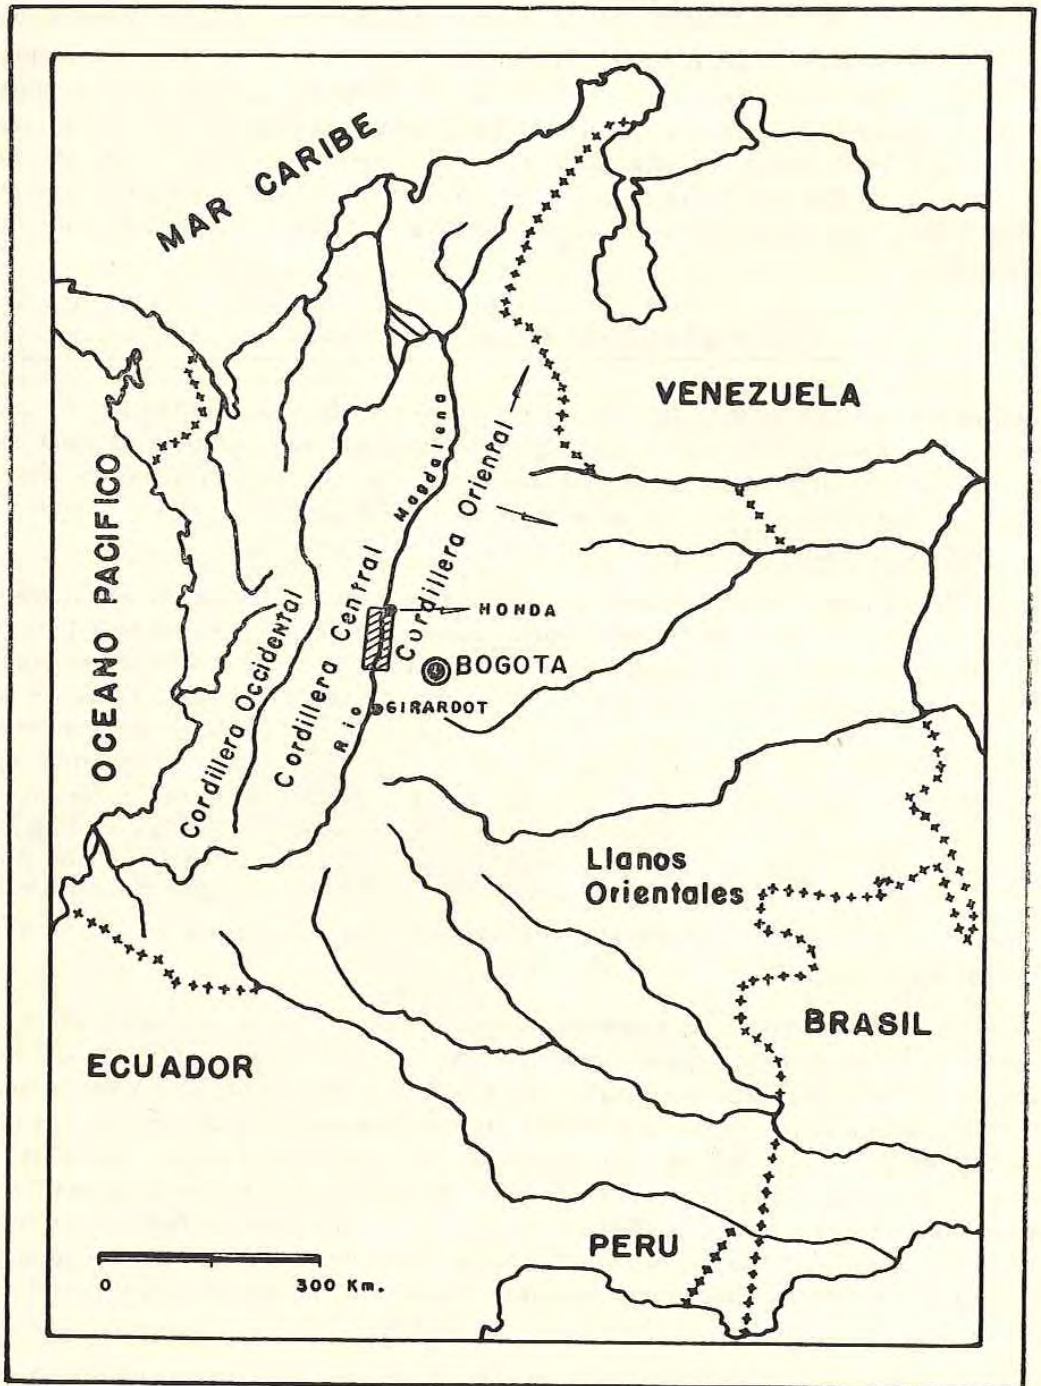 MAR CARIBE
VENEZUELA
OCEANO PACIFICO
Magdalena
Cordillera Oriental
Cordillera Central
Cordillera Occidental
HONDA
BOGOTA
GIRARDOT
Rio
Llanos
Orientales
BRASIL
ECUADOR
PERU
0 300 Km.